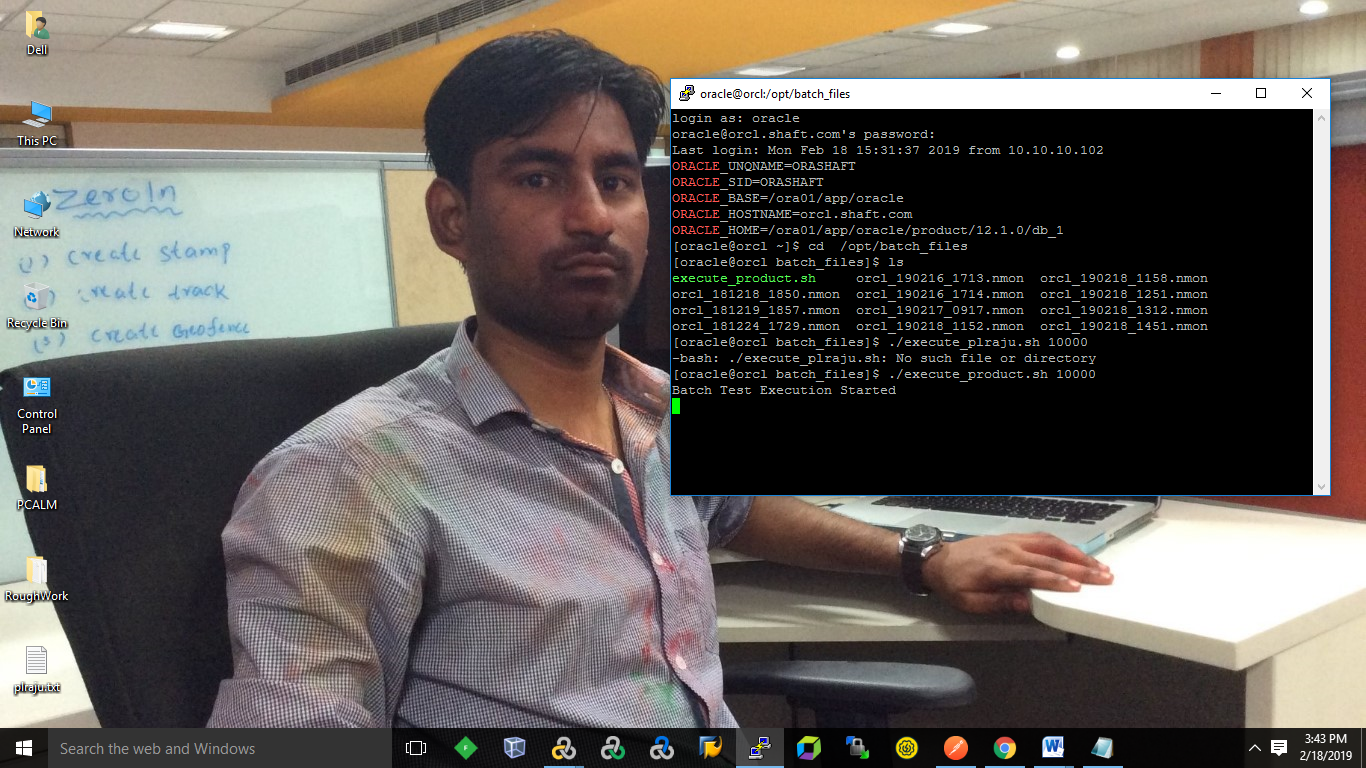 Dell
This PC
Network
Recycle Bin
Control
Panel
PCALM
RoughWork
plraju.txt
ZeroIn
create stamp
create track
(3) create Geofence
oracle@orcl:/opt/batch_files
login as: oracle
oracle@orcl.shaft.com's password:
Last login: Mon Feb 18 15:31:37 2019 from 10.10.10.102
ORACLE_UNQNAME=ORASHAFT
ORACLE_SID=ORASHAFT
ORACLE_BASE=/ora01/app/oracle
ORACLE_HOSTNAME=orcl.shaft.com
ORACLE_HOME=/ora01/app/oracle/product/12.1.0/db_1
[oracle@orcl ~]$ cd  /opt/batch_files
[oracle@orcl batch_files]$ ls
execute_product.sh     orcl_190216_1713.nmon  orcl_190218_1158.nmon
orcl_181218_1850.nmon  orcl_190216_1714.nmon  orcl_190218_1251.nmon
orcl_181219_1857.nmon  orcl_190217_0917.nmon  orcl_190218_1312.nmon
orcl_181224_1729.nmon  orcl_190218_1152.nmon  orcl_190218_1451.nmon
[oracle@orcl batch_files]$ ./execute_plraju.sh 10000
-bash: ./execute_plraju.sh: No such file or directory
[oracle@orcl batch_files]$ ./execute_product.sh 10000
Batch Test Execution Started
Search the web and Windows
3:43 PM
2/18/2019